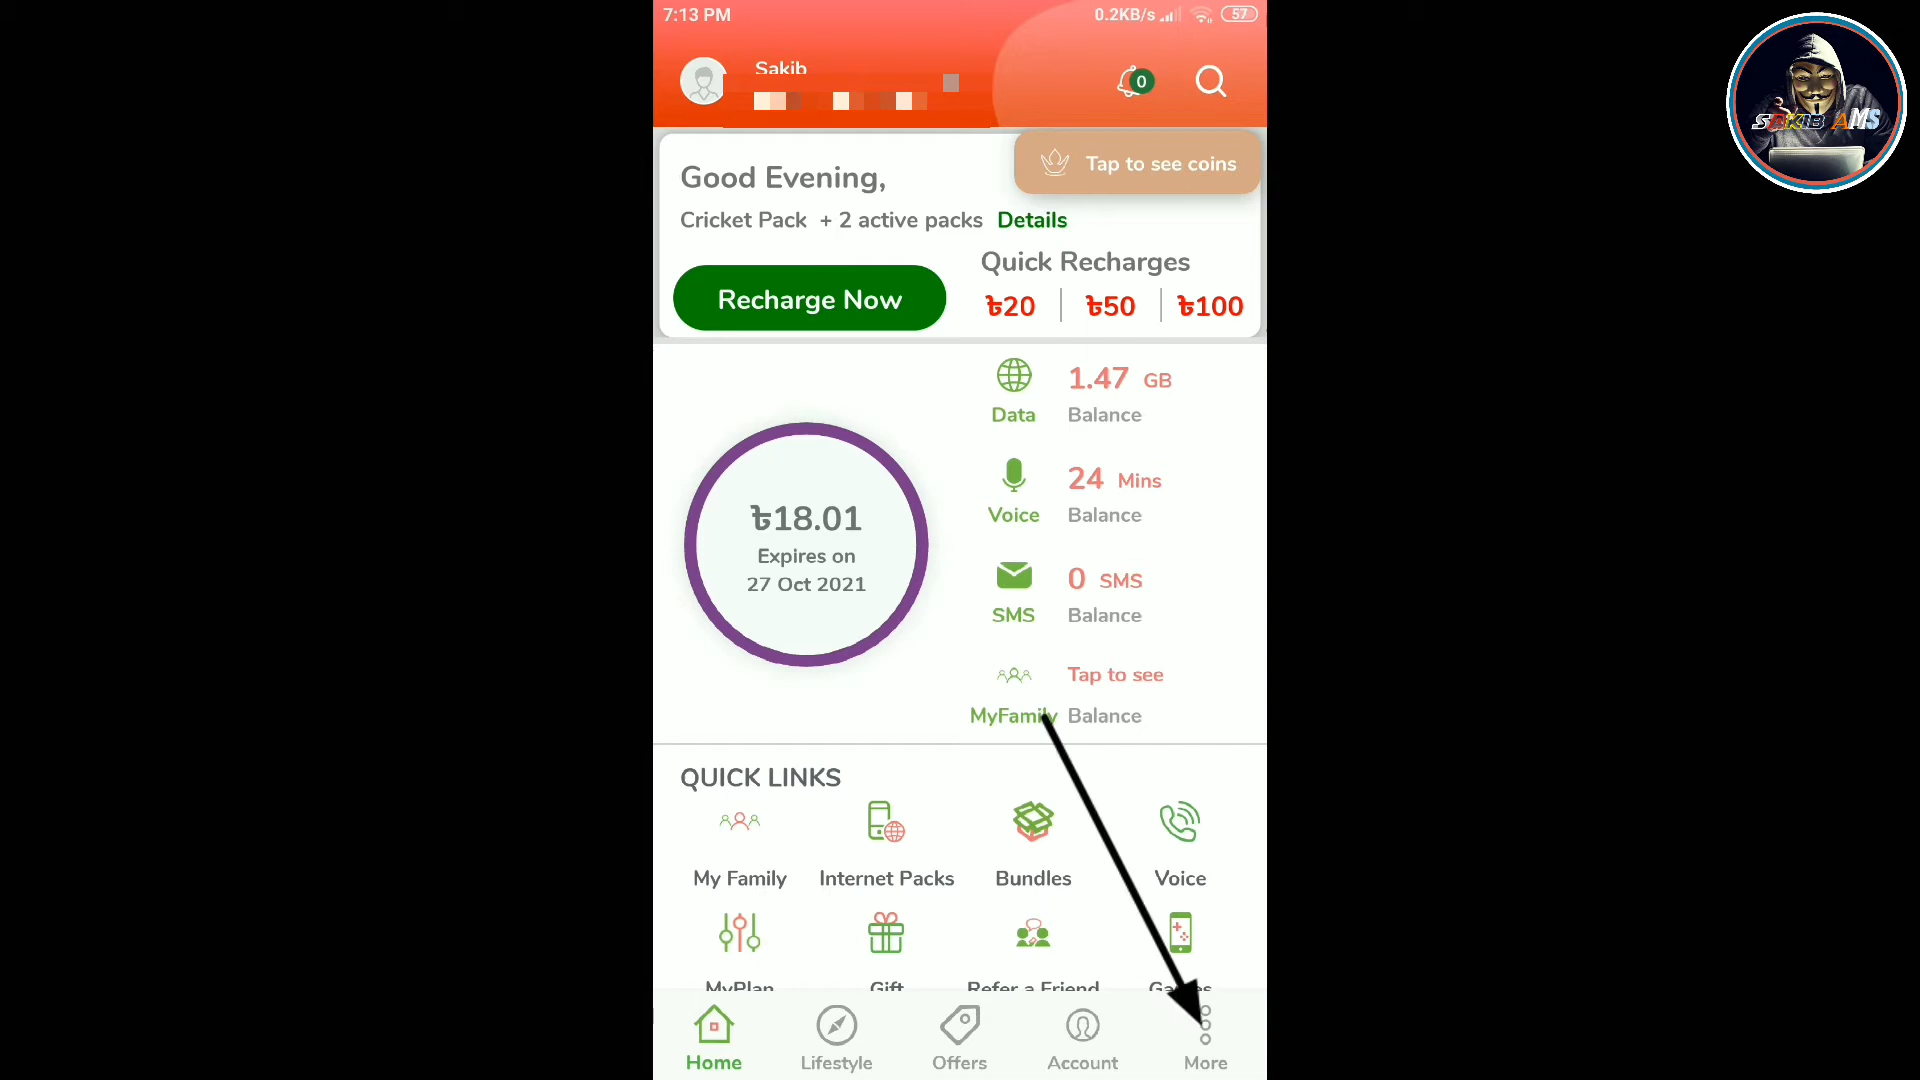 7:13 PM
0.2KB/s
57
Sakib
0
SAKIB AMS
Tap to see coins
Good Evening,
Cricket Pack + 2 active packs Details
Quick Recharges
Recharge Now
৳20
৳50
৳100
1.47 GB
Data Balance
24 Mins
Voice Balance
৳18.01
Expires on
27 Oct 2021
0 SMS
SMS Balance
Tap to see
MyFamily Balance
QUICK LINKS
My Family
Internet Packs
Bundles
Voice
MyPlan
Gift
Refer a Friend
Games
Home
Lifestyle
Offers
Account
More